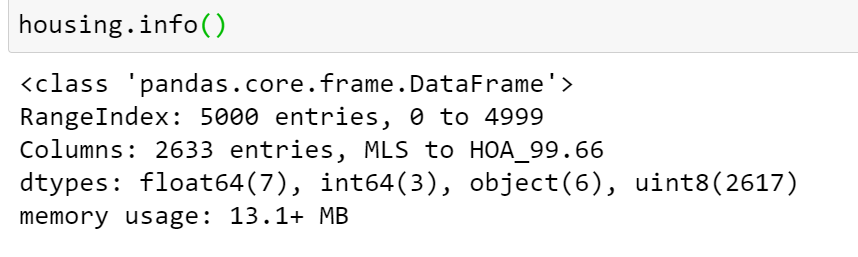 housing.info()
<class 'pandas.core.frame.DataFrame'>
RangeIndex: 5000 entries, 0 to 4999
Columns: 2633 entries, MLS to HOA_99.66
dtypes: float64(7), int64(3), object(6), uint8(2617)
memory usage: 13.1+ MB